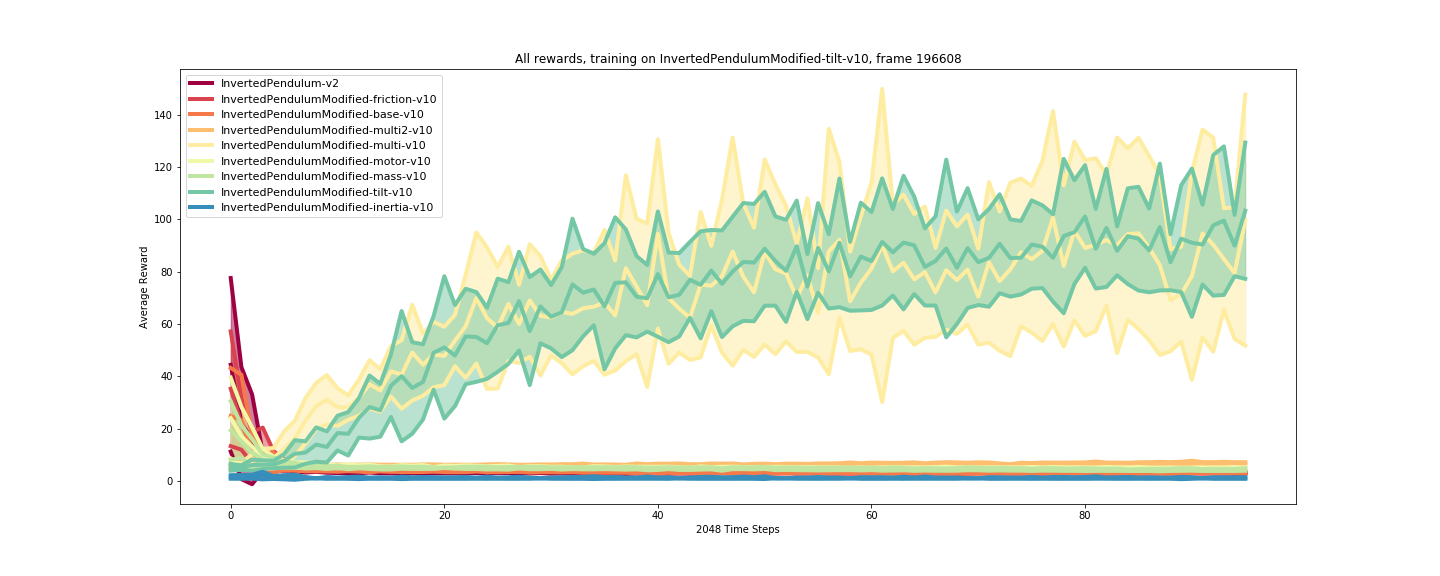 All rewards, training on InvertedPendulumModified-tilt-v10, frame 196608
InvertedPendulum-v2
InvertedPendulumModified-friction-v10
InvertedPendulumModified-base-v10
InvertedPendulumModified-multi2-v10
InvertedPendulumModified-multi-v10
InvertedPendulumModified-motor-v10
InvertedPendulumModified-mass-v10
InvertedPendulumModified-tilt-v10
InvertedPendulumModified-inertia-v10
Average Reward
140
120
100
80
60
40
20
0
0 20 40 60 80
2048 Time Steps